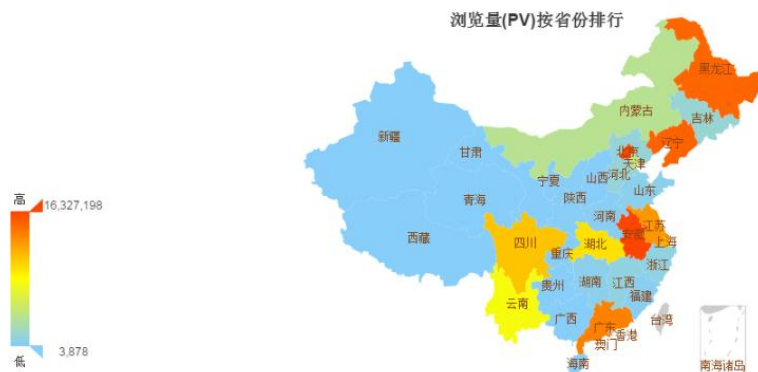 浏览量(PV)按省份排行
黑龙江
吉林
内蒙古
辽宁
新疆
甘肃
北京
天津
河北
宁夏
山西
山东
青海
陕西
河南
江苏
安徽
上海
西藏
四川
重庆
湖北
浙江
贵州
湖南
江西
云南
福建
广西
广东
香港
澳门
台湾
海南
南海诸岛
高
16,327,198
3,878
低